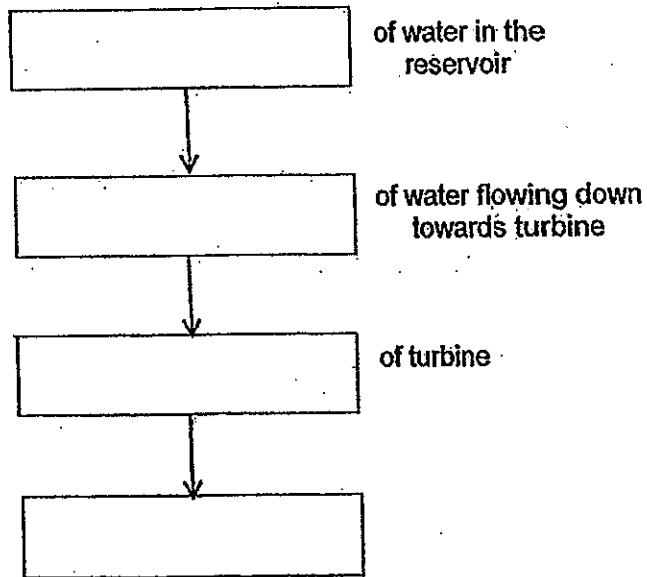 of water in the
reservoir
of water flowing down
towards turbine
of turbine